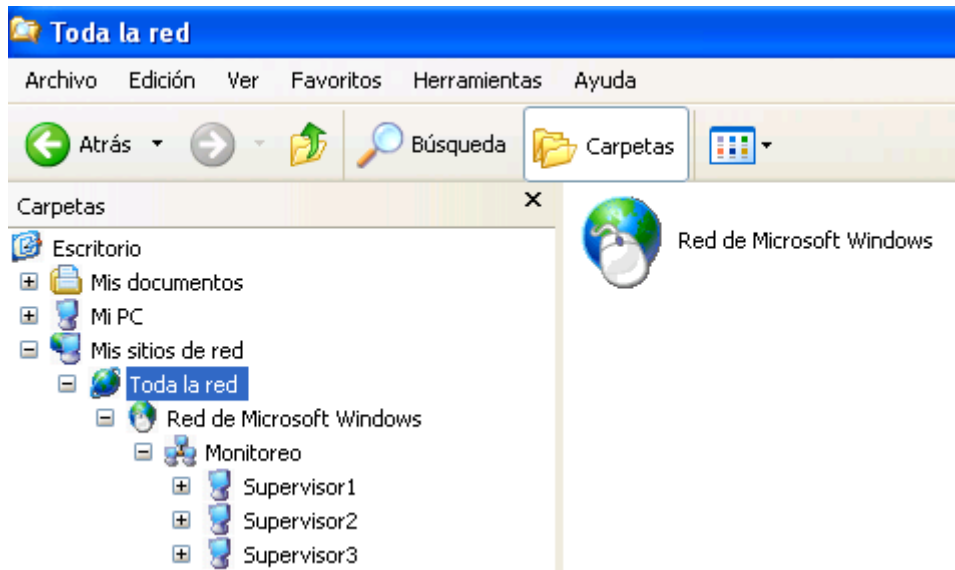 Toda la red
Archivo Edición Ver Favoritos Herramientas Ayuda
Atrás Búsqueda Carpetas
Carpetas
Escritorio
Mis documentos
Mi PC
Mis sitios de red
Toda la red
Red de Microsoft Windows
Monitoreo
Supervisor1
Supervisor2
Supervisor3
Red de Microsoft Windows